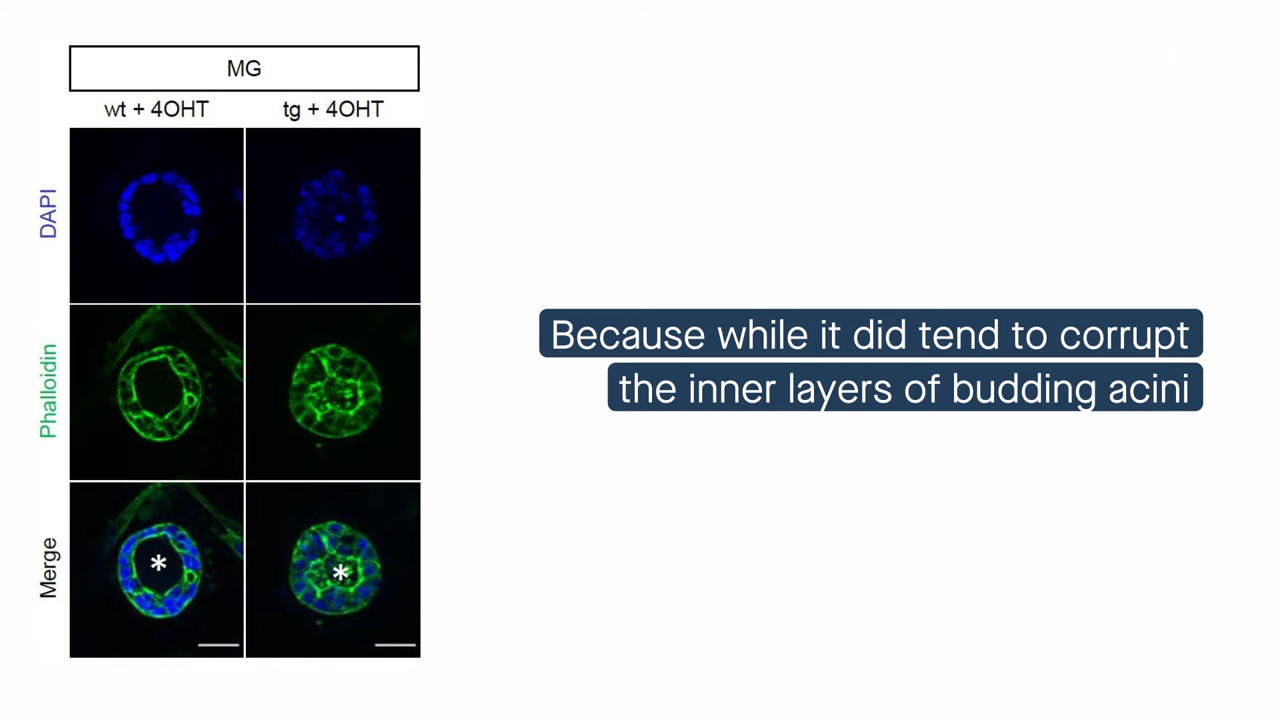 MG
wt + 4OHT
tg + 4OHT
DAPI
Phalloidin
Merge
*
*
Because while it did tend to corrupt
the inner layers of budding acini